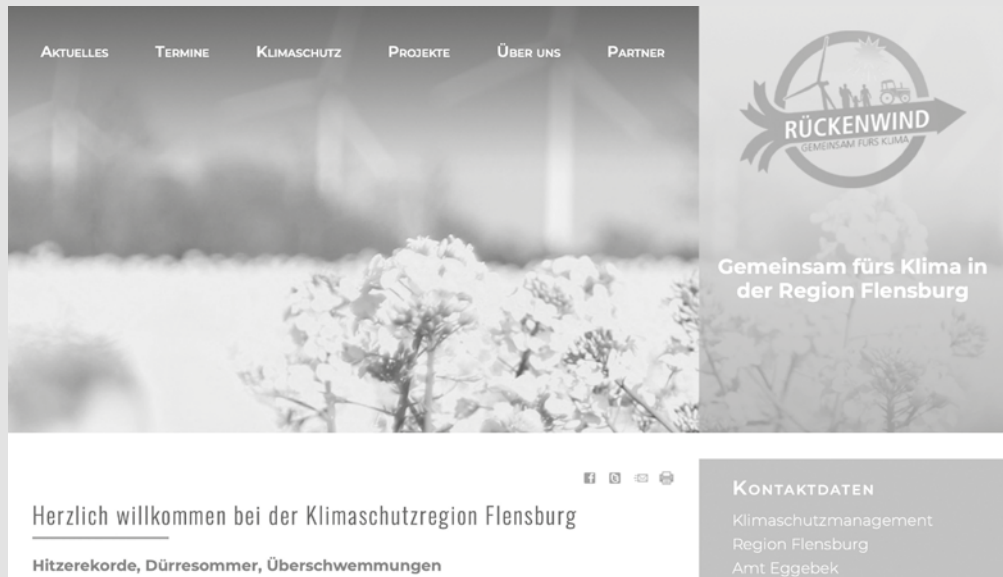 Aktuelles Termine Klimaschutz Projekte Über uns Partner
RÜCKENWIND
GEMEINSAM FÜRS KLIMA
Gemeinsam fürs Klima in
der Region Flensburg
Herzlich willkommen bei der Klimaschutzregion Flensburg
Hitzerekorde, Dürresommer, Überschwemmungen
Kontaktdaten
Klimaschutzmanagement
Region Flensburg
Amt Eggebek